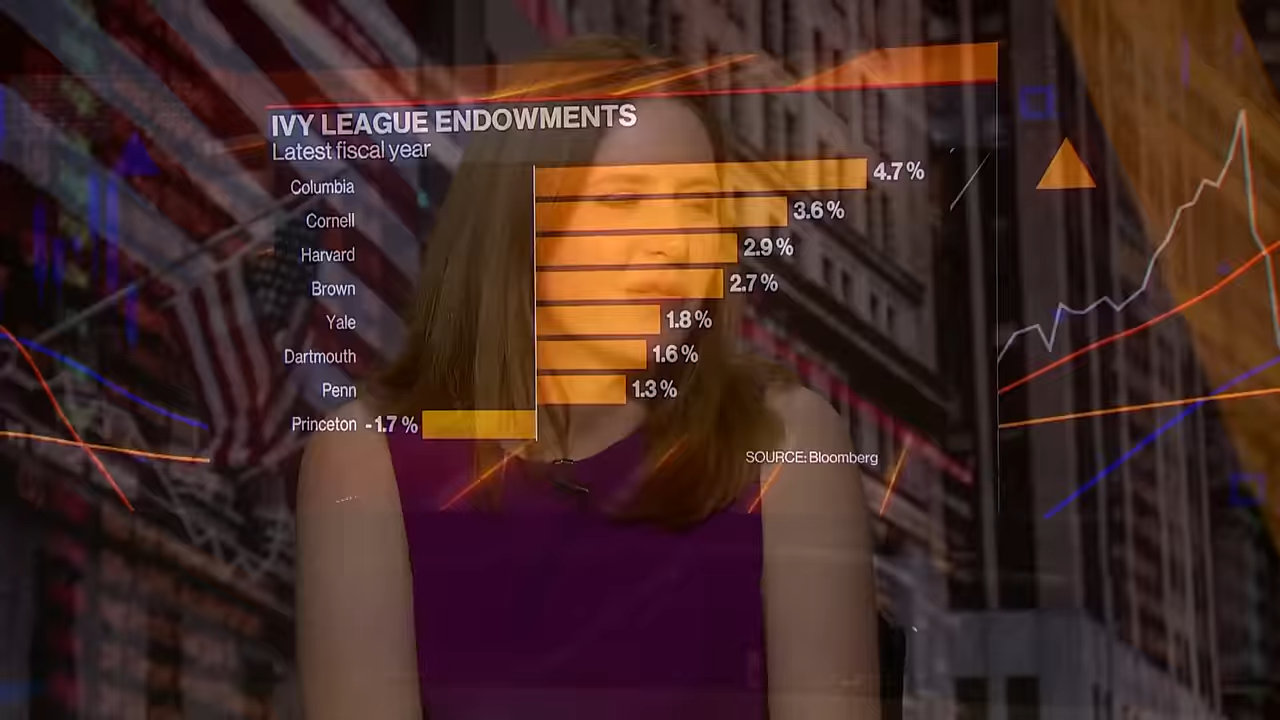 IVY LEAGUE ENDOWMENTS
Latest fiscal year
Columbia 4.7%
Cornell 3.6%
Harvard 2.9%
Brown 2.7%
Yale 1.8%
Dartmouth 1.6%
Penn 1.3%
Princeton -1.7%
SOURCE: Bloomberg